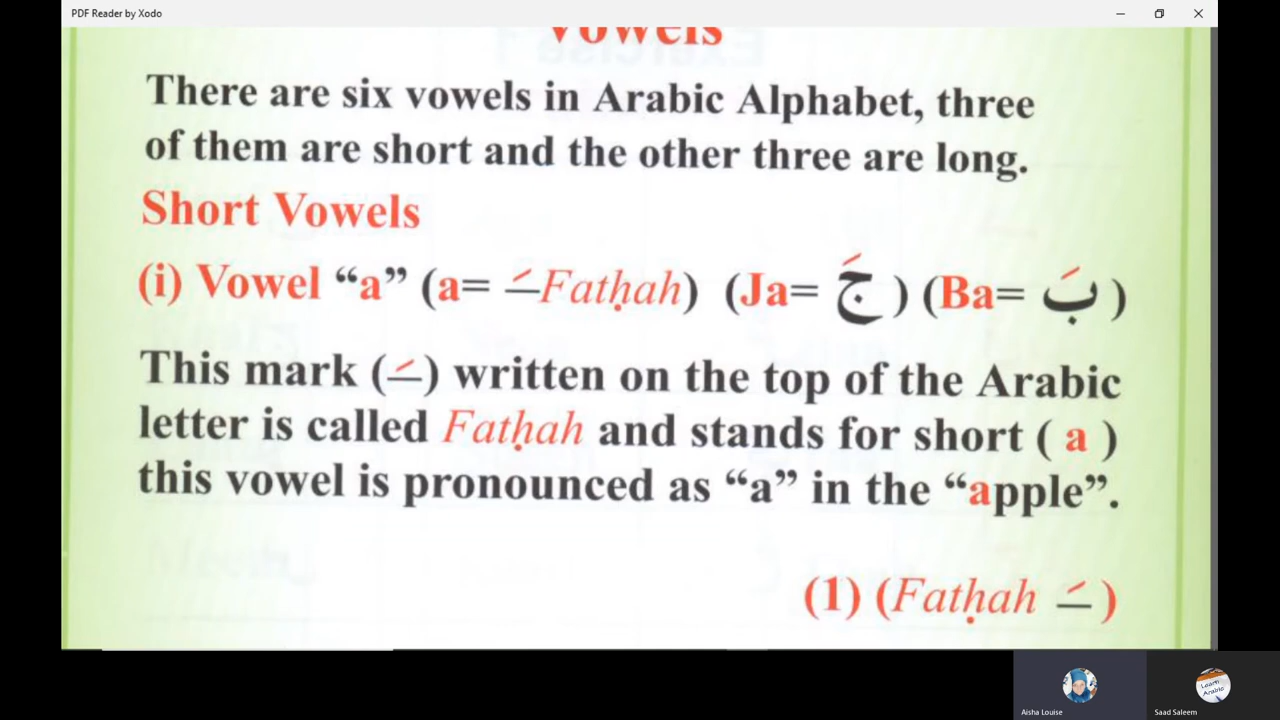 PDF Reader by Xodo
Vowels
There are six vowels in Arabic Alphabet, three
of them are short and the other three are long.
Short Vowels
(i) Vowel “a” (a= ـَ Fatḥah) (Ja= جَ ) (Ba= بَ )
This mark (ـَ) written on the top of the Arabic
letter is called Fatḥah and stands for short ( a )
this vowel is pronounced as “a” in the “apple”.
(1) (Fatḥah ـَ )
Learn
Arabic
Aisha Louise
Saad Saleem